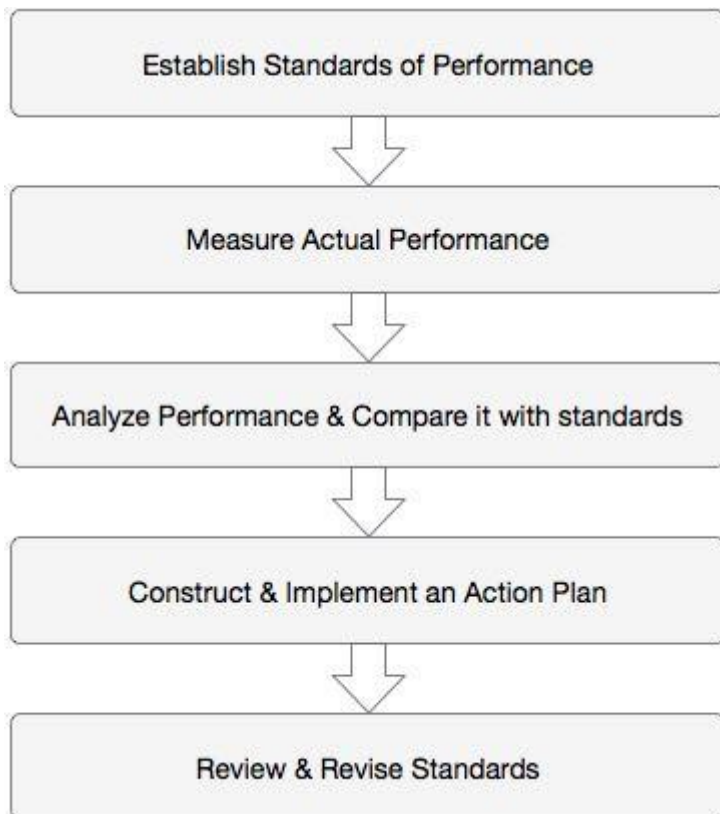 Establish Standards of Performance
Measure Actual Performance
Analyze Performance & Compare it with standards
Construct & Implement an Action Plan
Review & Revise Standards